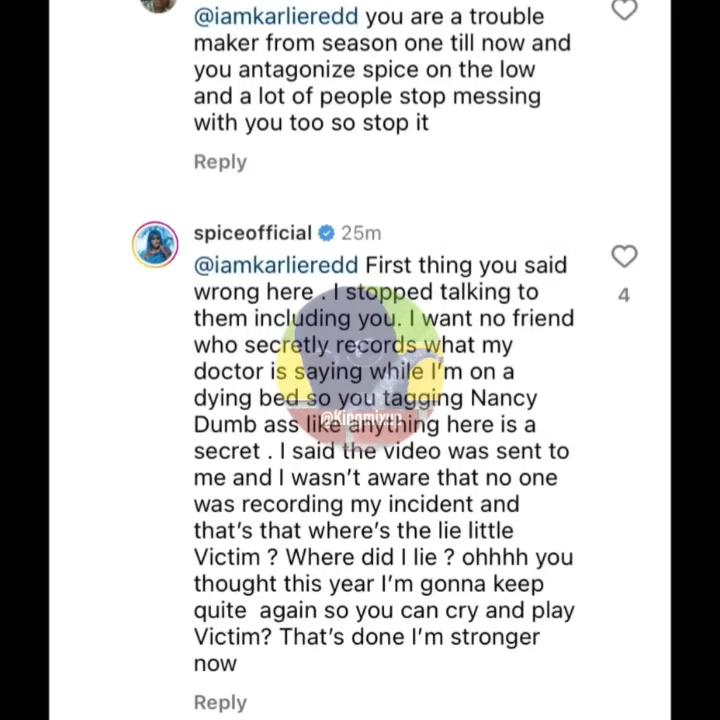 @iamkarlieredd you are a trouble
maker from season one till now and
you antagonize spice on the low
and a lot of people stop messing
with you too so stop it
Reply
spiceofficial 25m
@iamkarlieredd First thing you said
wrong here . I stopped talking to
them including you. I want no friend
who secretly records what my
doctor is saying while I'm on a
dying bed so you tagging Nancy
Dumb ass like anything here is a
secret . I said the video was sent to
me and I wasn't aware that no one
was recording my incident and
that's that where's the lie little
Victim ? Where did I lie ? ohhhh you
thought this year I'm gonna keep
quite again so you can cry and play
Victim? That's done I'm stronger
now
4
Reply
@Kingmixup